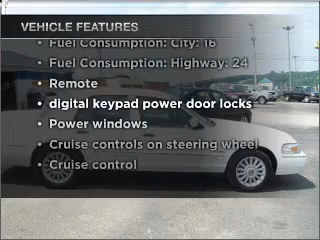 VEHICLE FEATURES
• Fuel Consumption: City: 16
• Fuel Consumption: Highway: 24
• Remote
• digital keypad power door locks
• Power windows
• Cruise controls on steering wheel
• Cruise control